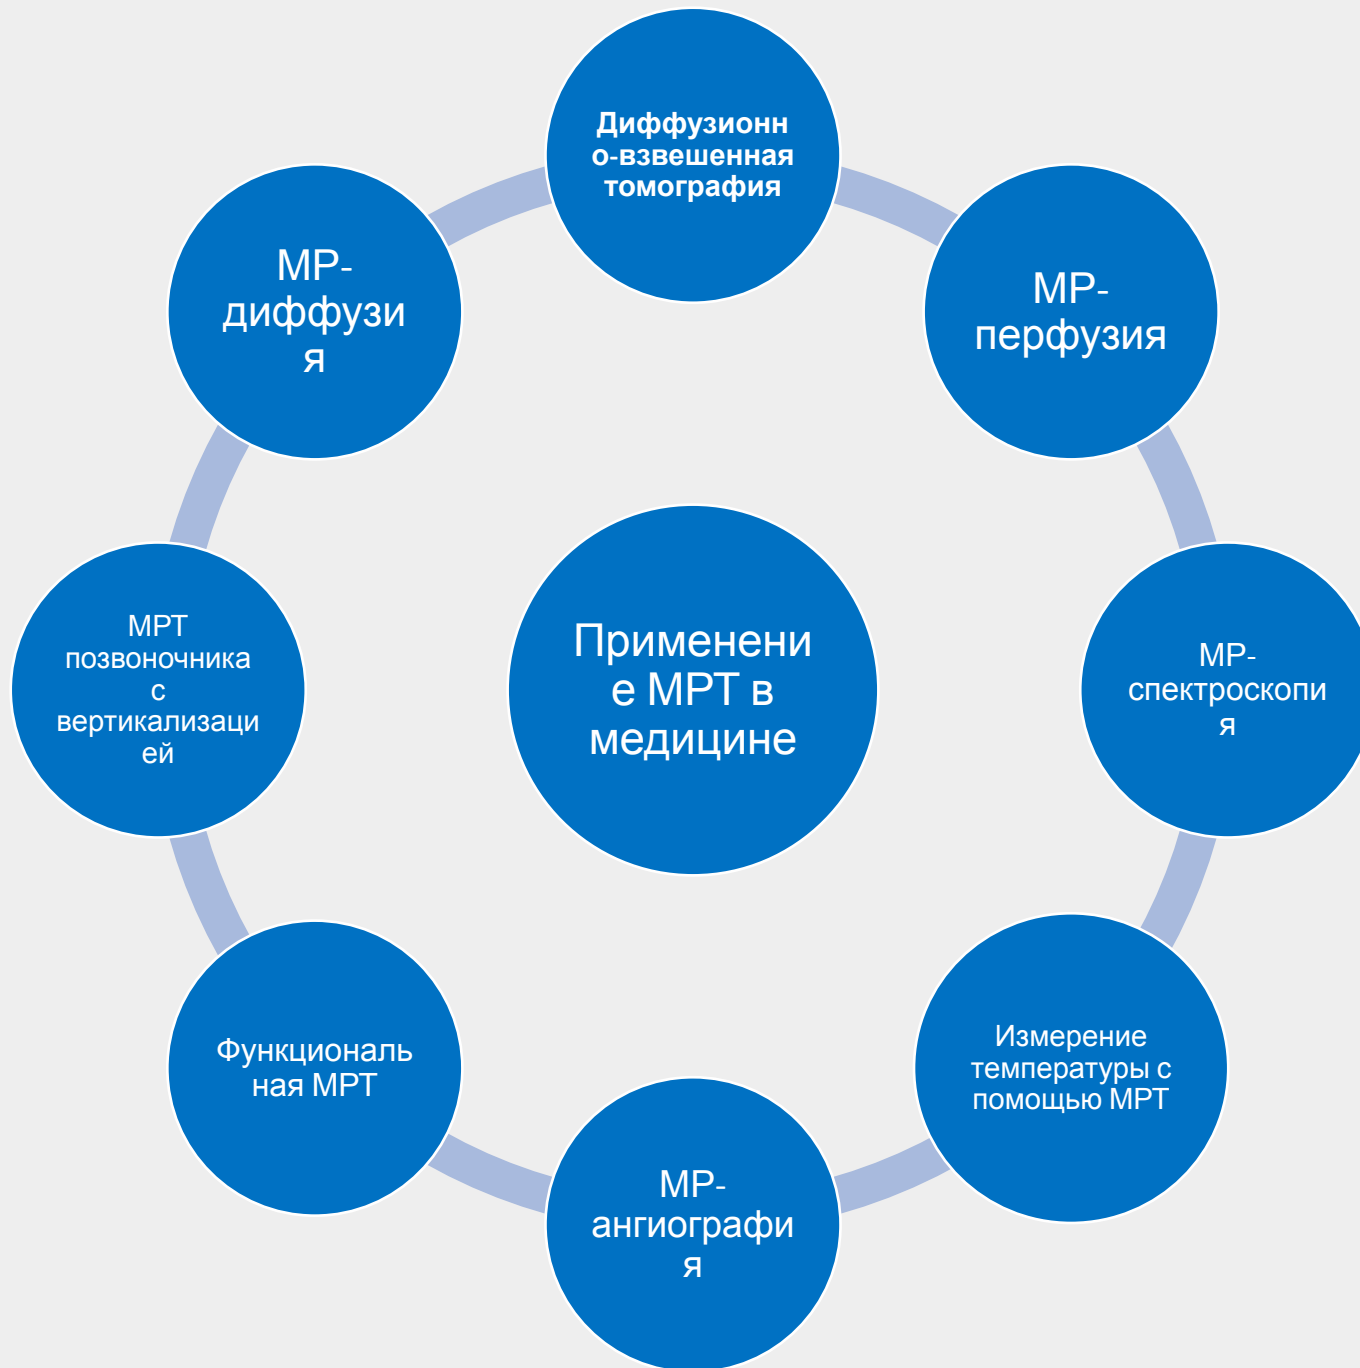 Диффузионн
о-взвешенная
томография
МР-
перфузия
МР-
спектроскопи
я
Измерение
температуры с
помощью МРТ
МР-
ангиографи
я
Функциональ
ная МРТ
МРТ
позвоночника
с
вертикализаци
ей
МР-
диффузи
я
Применени
е МРТ в
медицине